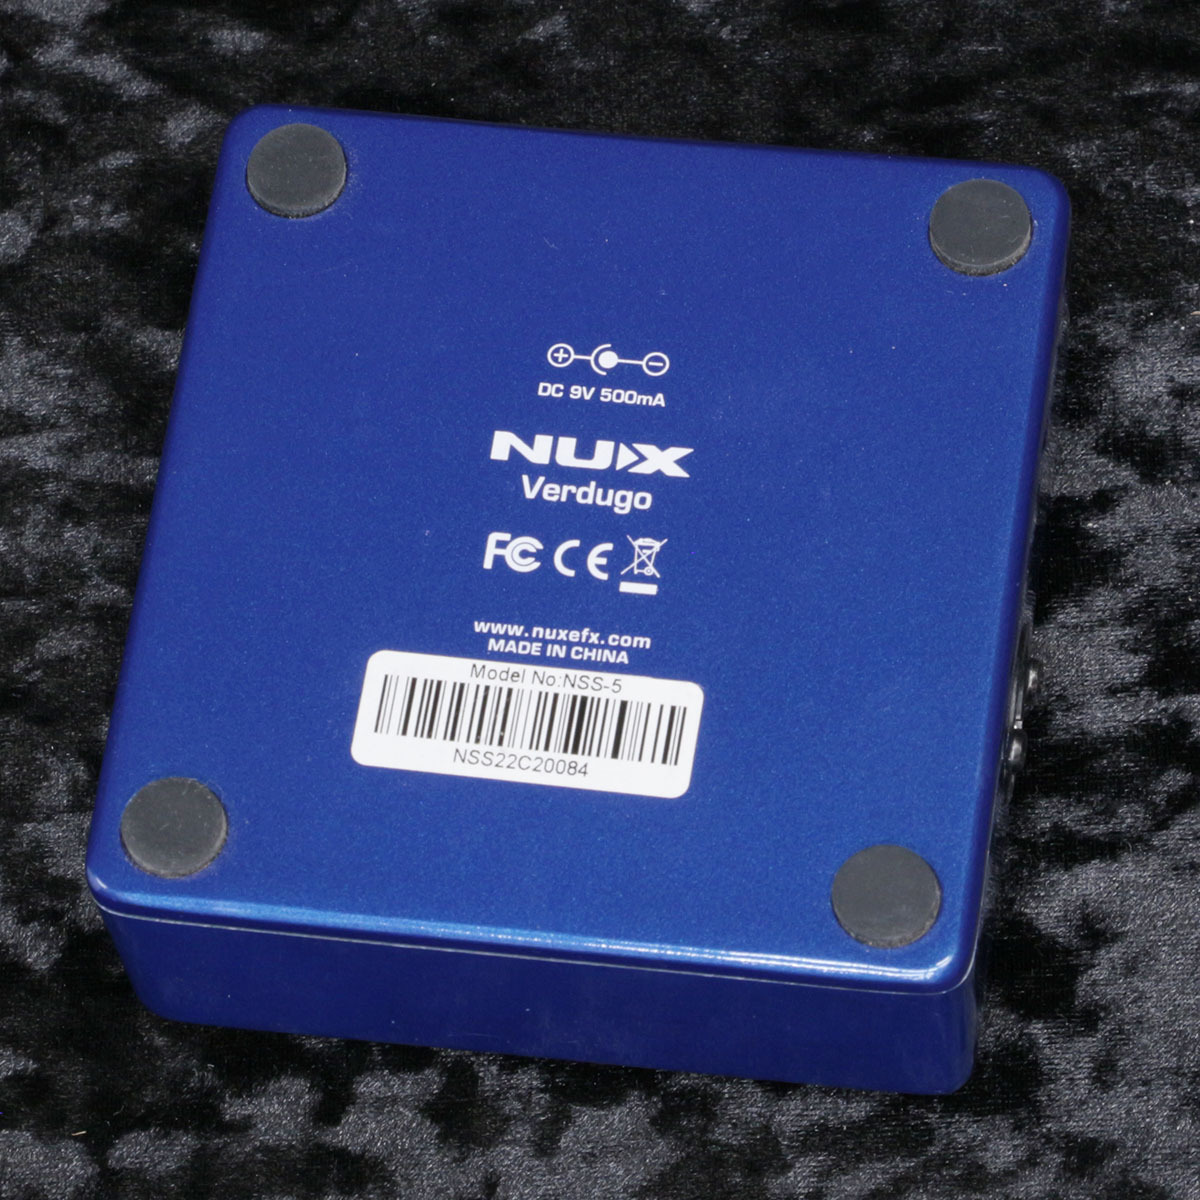 DC 9V 500mA
NUX
Verdugo
FC CE
www.nuxefx.com
MADE IN CHINA
Model No:NSS-5
NSS22C20084